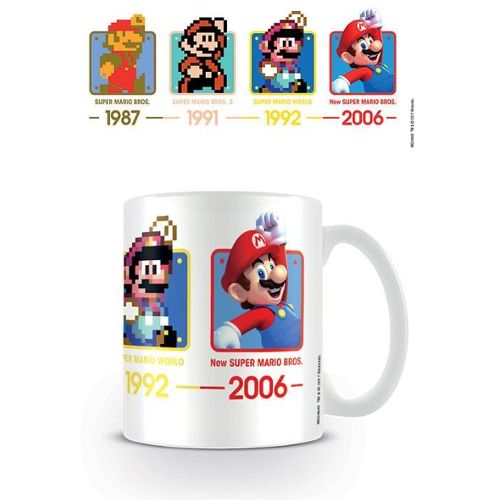 SUPER MARIO BROS.
SUPER MARIO BROS. 3
SUPER MARIO WORLD
New SUPER MARIO BROS.
1987
1991
1992
2006
M
PER MARIO WORLD
New SUPER MARIO BROS.
1992
2006